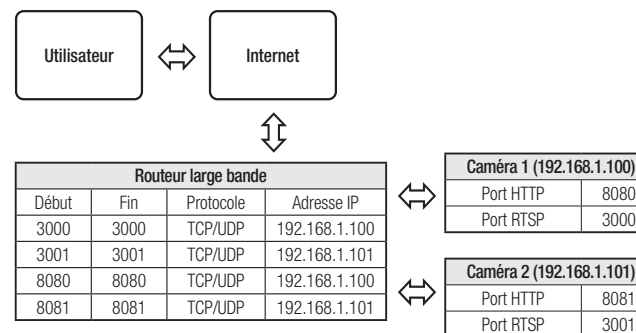 Utilisateur
Internet
Routeur large bande
Début Fin Protocole Adresse IP
3000 3000 TCP/UDP 192.168.1.100
3001 3001 TCP/UDP 192.168.1.101
8080 8080 TCP/UDP 192.168.1.100
8081 8081 TCP/UDP 192.168.1.101
Caméra 1 (192.168.1.100)
Port HTTP 8080
Port RTSP 3000
Caméra 2 (192.168.1.101)
Port HTTP 8081
Port RTSP 3001